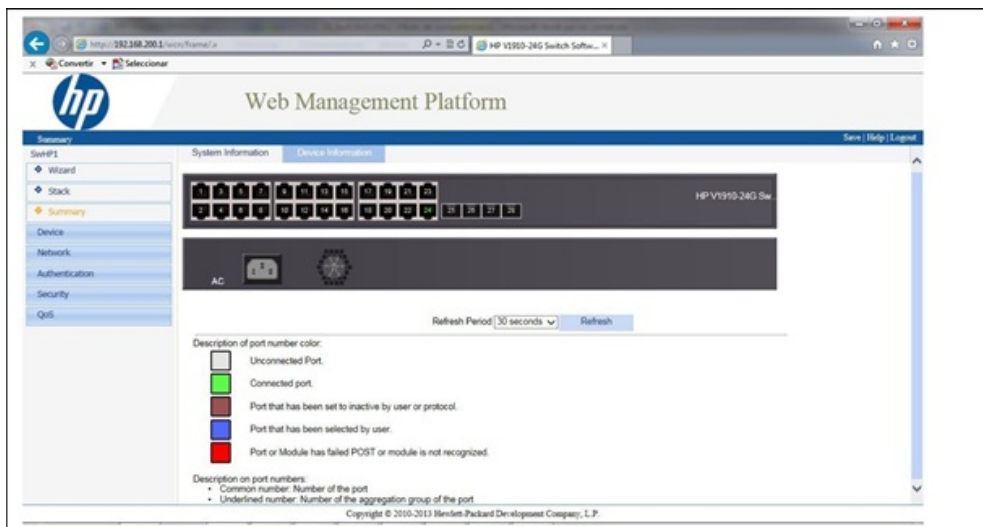 http://192.168.200.1/wcn/frame/.a
HP V1910-24G Switch Softw... ×
x Convertir Seleccionar
hp
Web Management Platform
Summary
Save | Help | Logout
SwHP1
System Information Device Information
Wizard
Stack
Summary
Device
Network
Authentication
Security
QoS
1 3 5 7 9 11 13 15 17 19 21 23
HP V1910-24G Sw..
2 4 6 8 10 12 14 16 18 20 22 24 25 26 27 28
AC
Refresh Period 30 seconds Refresh
Description of port number color:
Unconnected Port.
Connected port.
Port that has been set to inactive by user or protocol.
Port that has been selected by user.
Port or Module has failed POST or module is not recognized.
Description on port numbers:
• Common number: Number of the port
• Underlined number: Number of the aggregation group of the port
Copyright © 2010-2013 Hewlett-Packard Development Company, L.P.